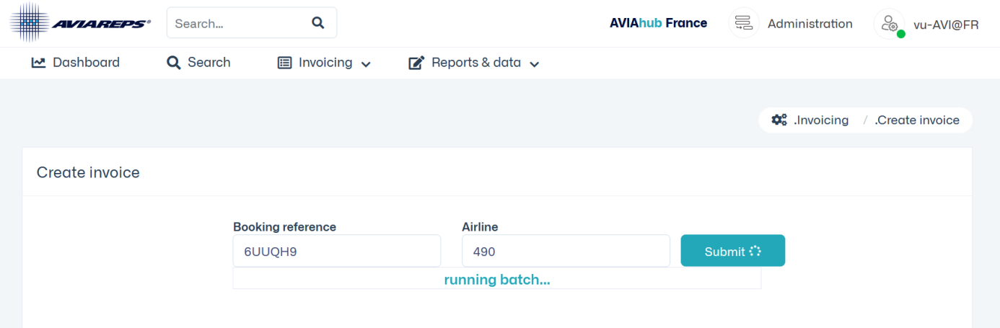 AVIAREPS®
Search...
AVIAhub France
Administration
vu-AVI@FR
Dashboard
Search
Invoicing
Reports & data
.Invoicing / .Create invoice
Create invoice
Booking reference
Airline
6UUQH9
490
Submit
running batch...